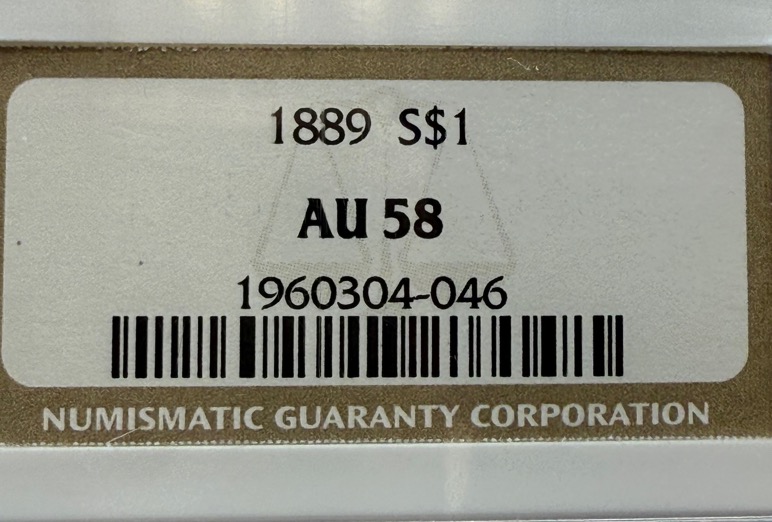 1889 S$1
AU 58
1960304-046
NUMISMATIC GUARANTY CORPORATION